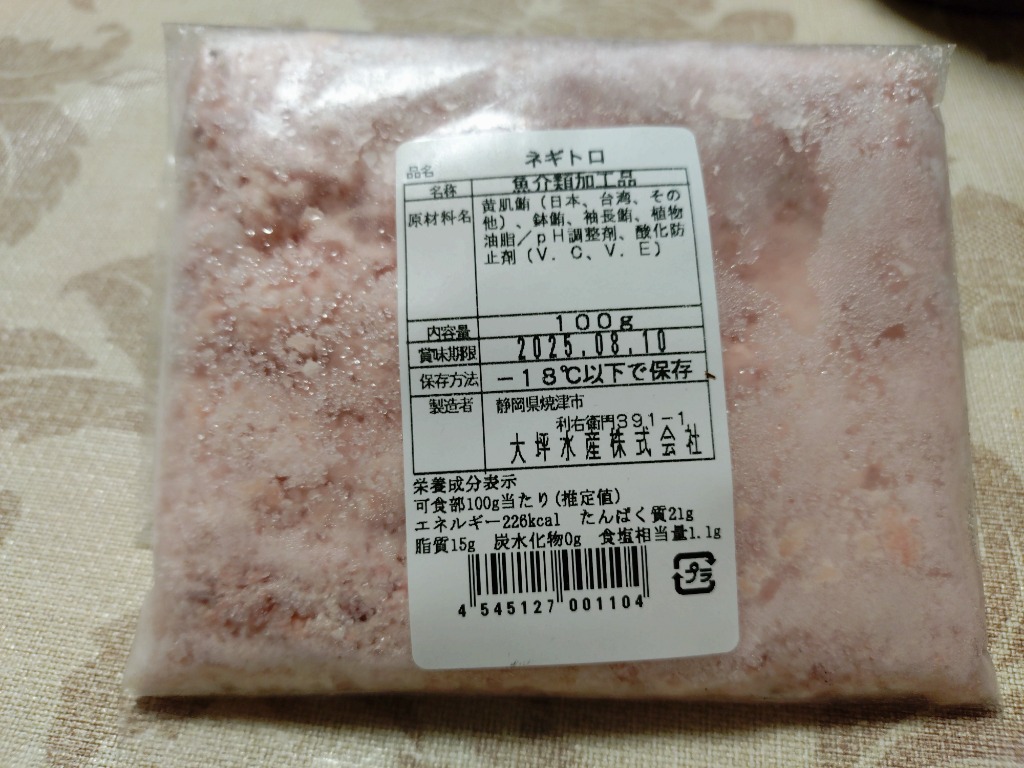 品名 ネギトロ
名称 魚介類加工品
原材料名 黄肌鮪（日本、台湾、その
他）、鉢鮪、袖長鮪、植物
油脂／ｐＨ調整剤、酸化防
止剤（Ｖ．Ｃ、Ｖ．Ｅ）
内容量 １００ｇ
賞味期限 2025.08.10
保存方法 －１８℃以下で保存
製造者 静岡県焼津市
利右衛門３９１－１
大坪水産株式会社
栄養成分表示
可食部100g当たり(推定値)
エネルギー226kcal たんぱく質21g
脂質15g 炭水化物0g 食塩相当量1.1g
プラ
4 545127 001104